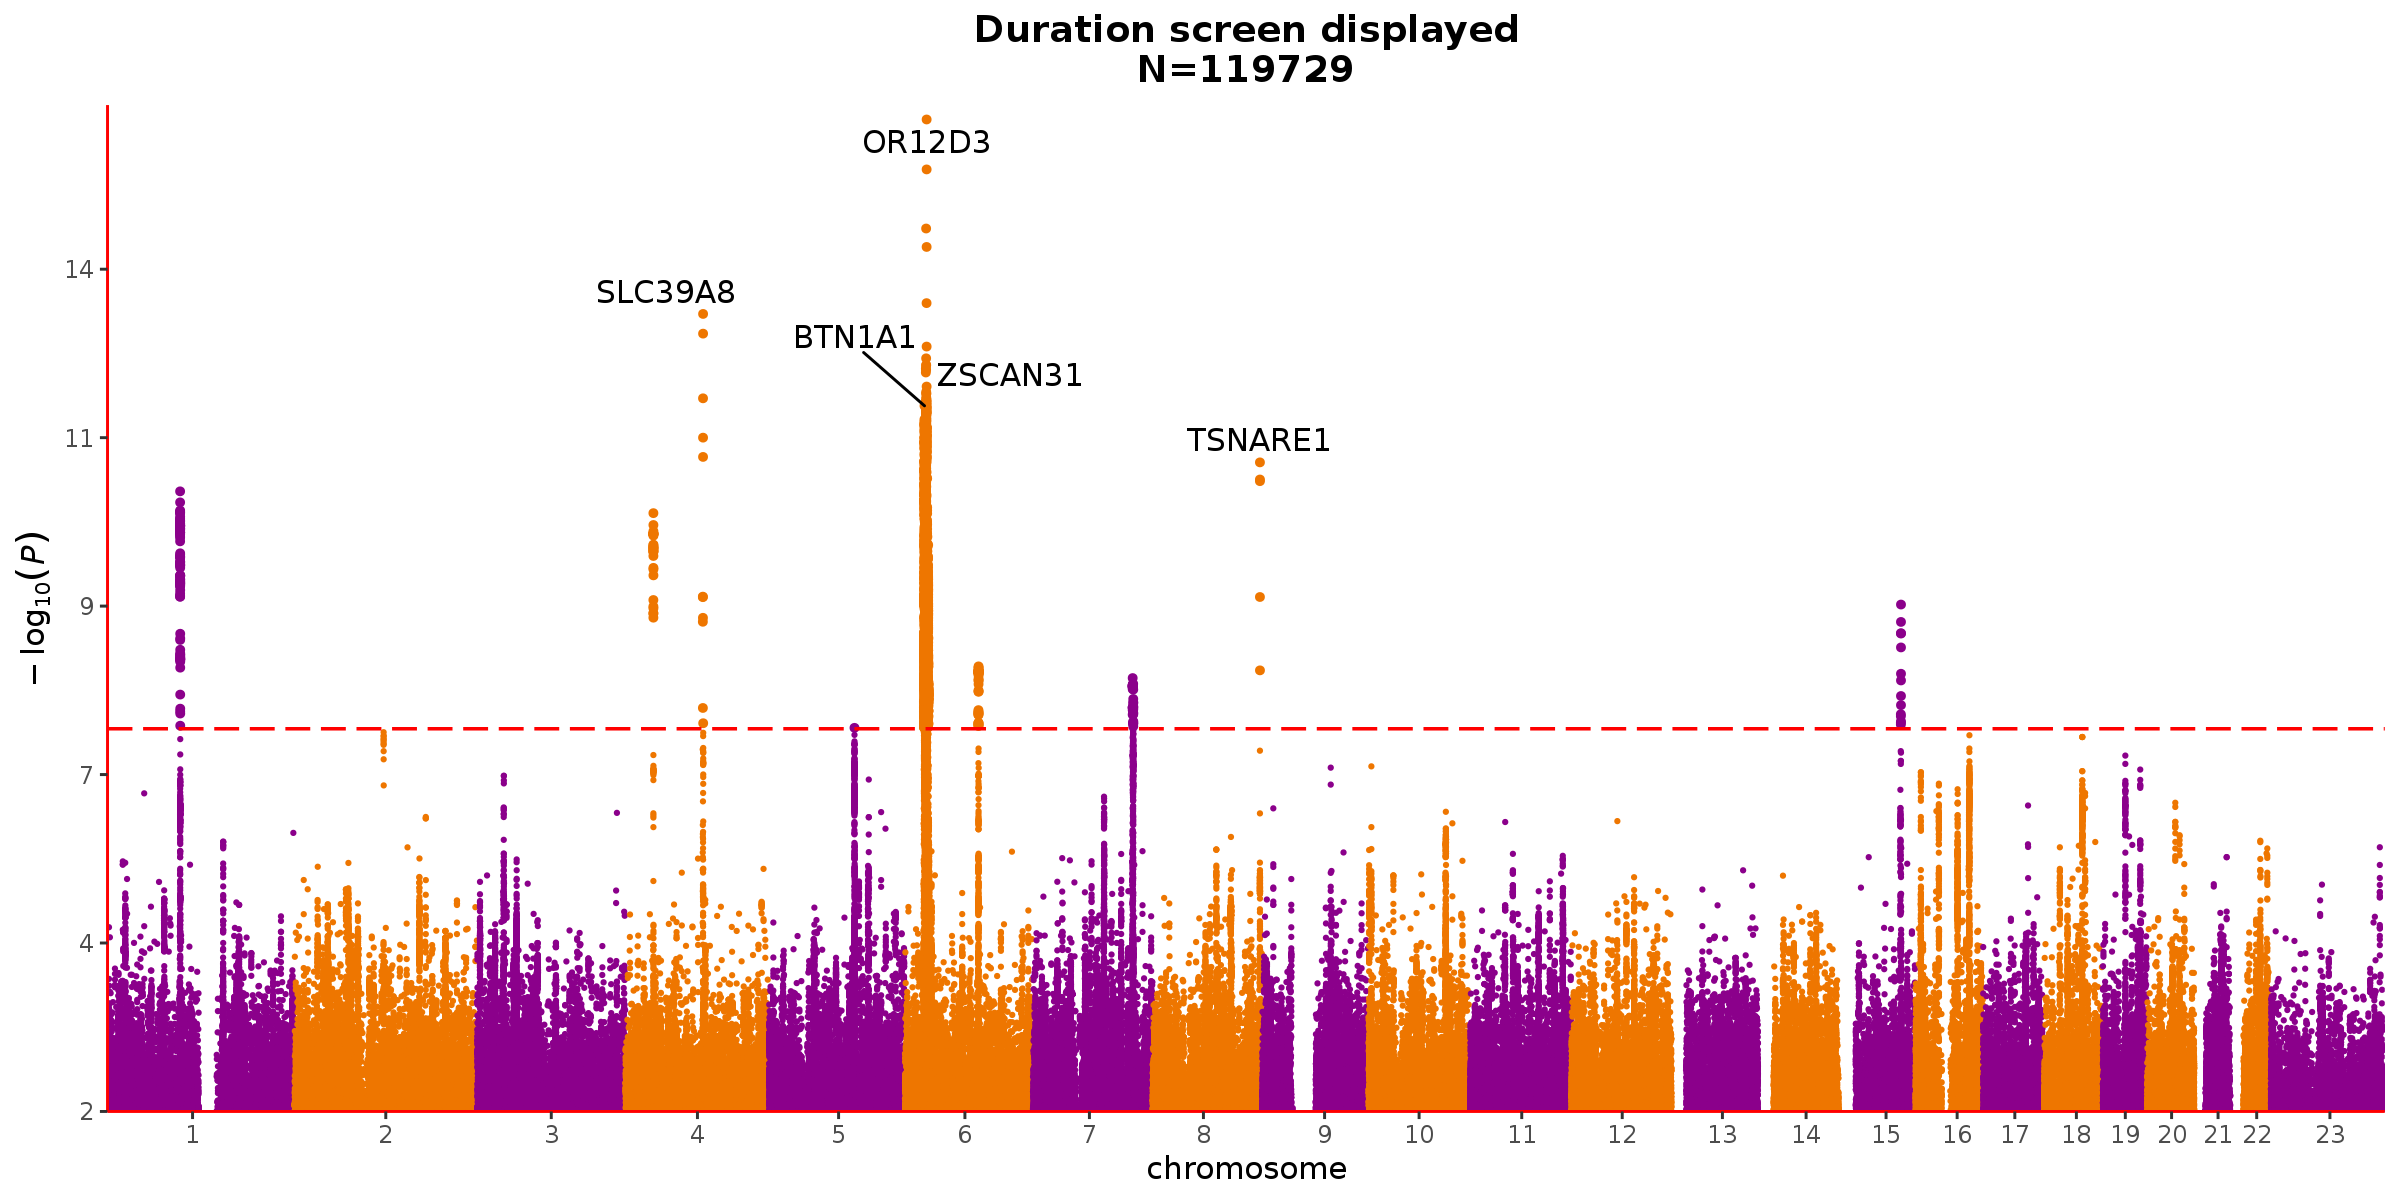 Duration screen displayed
N=119729
OR12D3
14
SLC39A8
BTN1A1
ZSCAN31
11
TSNARE1
9
− log10(P)
7
4
2
1 2 3 4 5 6 7 8 9 10 11 12 13 14 15 16 17 18 19 20 21 22 23
chromosome